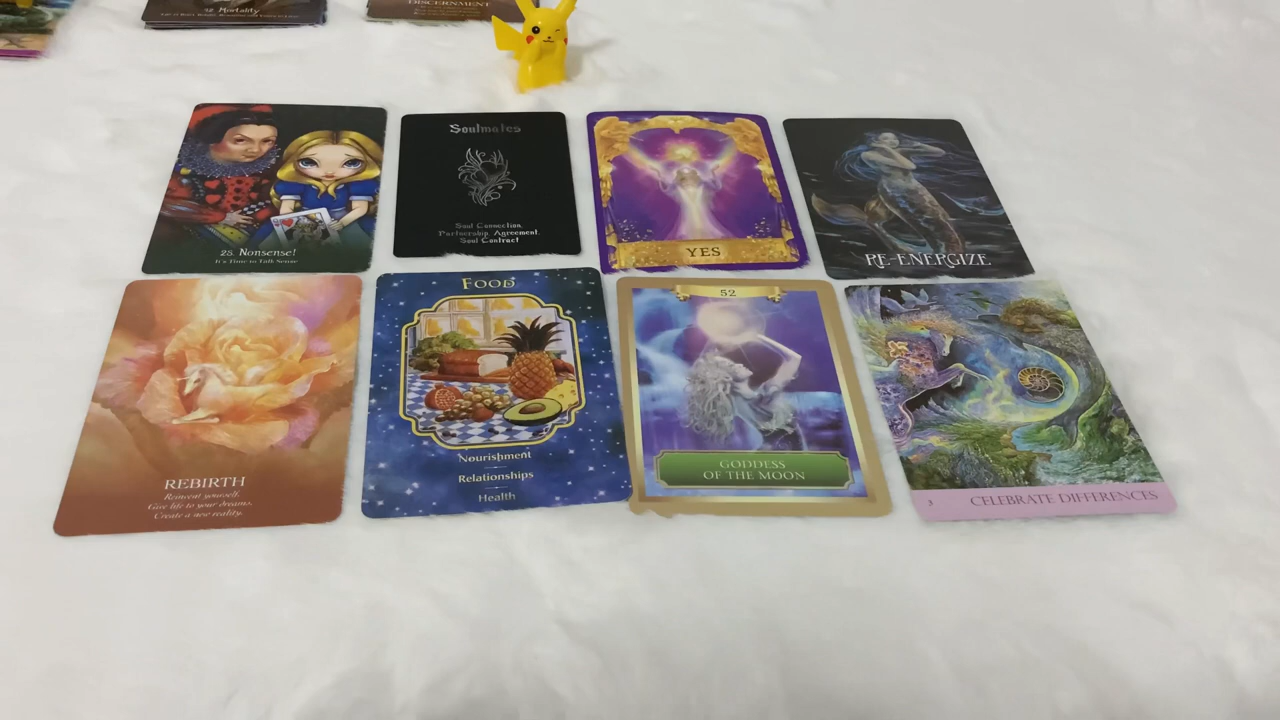 Mortality
DISCERNMENT
28. Nonsense!
It's Time to Talk Sense
Soulmates
Soul Connection.
Partnership. Agreement.
Soul Contract
YES
RE-ENERGIZE
REBIRTH
Reinvent yourself.
Give life to your dreams.
Create a new reality.
FOOD
Nourishment
Relationships
Health
52
GODDESS
OF THE MOON
3 CELEBRATE DIFFERENCES